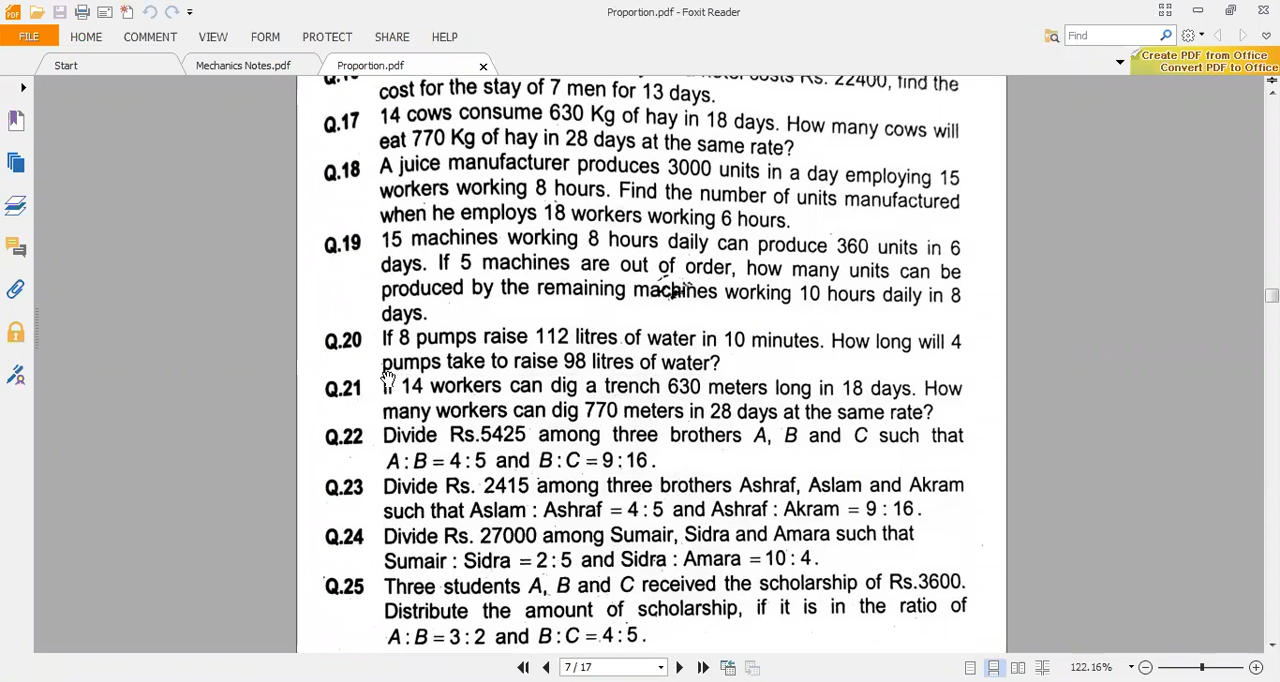 Proportion.pdf - Foxit Reader
FILE HOME COMMENT VIEW FORM PROTECT SHARE HELP
Find
Create PDF from Office
Convert PDF to Office
Start Mechanics Notes.pdf Proportion.pdf
costs Rs. 22400, find the
cost for the stay of 7 men for 13 days.
Q.17 14 cows consume 630 Kg of hay in 18 days. How many cows will
eat 770 Kg of hay in 28 days at the same rate?
Q.18 A juice manufacturer produces 3000 units in a day employing 15
workers working 8 hours. Find the number of units manufactured
when he employs 18 workers working 6 hours.
Q.19 15 machines working 8 hours daily can produce 360 units in 6
days. If 5 machines are out of order, how many units can be
produced by the remaining machines working 10 hours daily in 8
days.
Q.20 If 8 pumps raise 112 litres of water in 10 minutes. How long will 4
pumps take to raise 98 litres of water?
Q.21 If 14 workers can dig a trench 630 meters long in 18 days. How
many workers can dig 770 meters in 28 days at the same rate?
Q.22 Divide Rs.5425 among three brothers A, B and C such that
A : B = 4 : 5 and B : C = 9 : 16 .
Q.23 Divide Rs. 2415 among three brothers Ashraf, Aslam and Akram
such that Aslam : Ashraf = 4 : 5 and Ashraf : Akram = 9 : 16 .
Q.24 Divide Rs. 27000 among Sumair, Sidra and Amara such that
Sumair : Sidra = 2 : 5 and Sidra : Amara = 10 : 4 .
Q.25 Three students A, B and C received the scholarship of Rs.3600.
Distribute the amount of scholarship, if it is in the ratio of
A : B = 3 : 2 and B : C = 4 : 5 .
7 / 17
122.16%